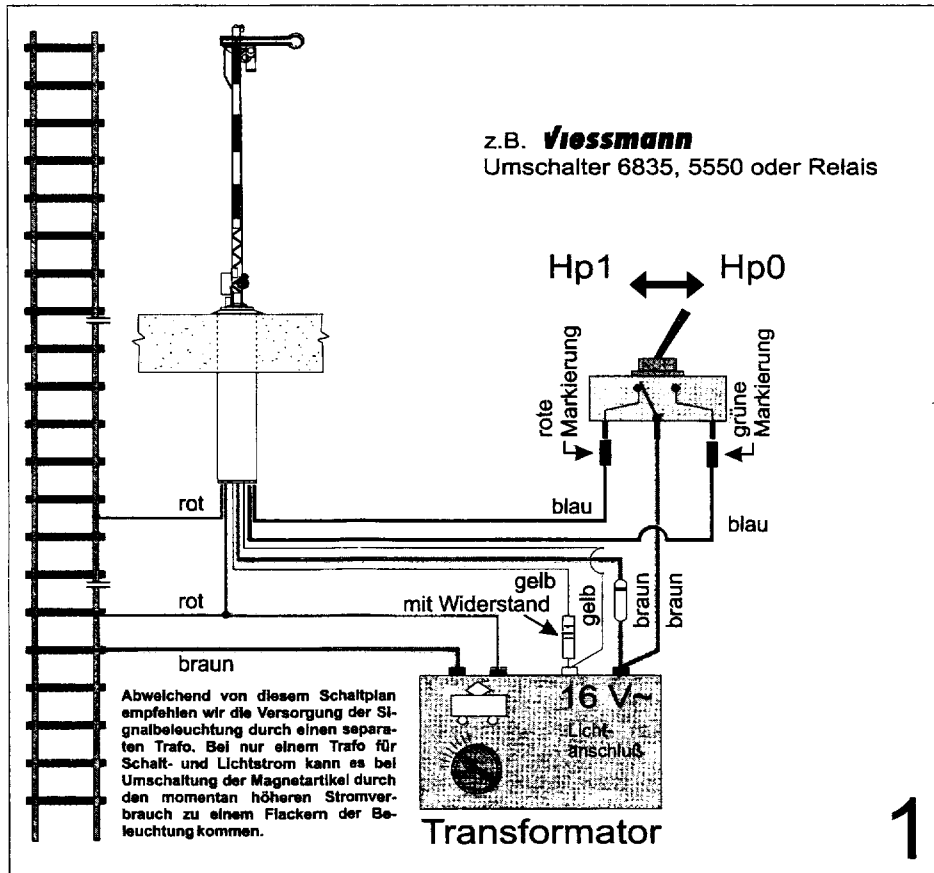 z.B. Viessmann
Umschalter 6835, 5550 oder Relais
Hp1
Hp0
rote
Markierung
grüne
Markierung
rot
blau
blau
rot
gelb
mit Widerstand
gelb
braun
braun
braun
16 V~
Licht-
anschluß
Transformator
Abweichend von diesem Schaltplan
empfehlen wir die Versorgung der Si-
gnalbeleuchtung durch einen separa-
ten Trafo. Bei nur einem Trafo für
Schalt- und Lichtstrom kann es bei
Umschaltung der Magnetartikel durch
den momentan höheren Stromver-
brauch zu einem Flackern der Be-
leuchtung kommen.
1